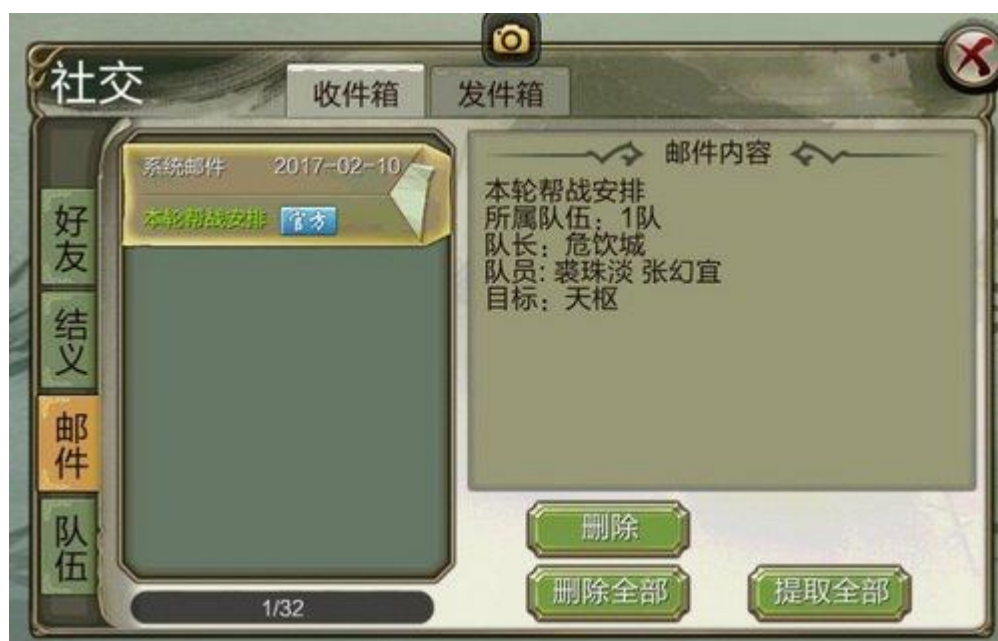 社交
收件箱
发件箱
好友
结义
邮件
队伍
系统邮件 2017-02-10
本轮帮战安排 官方
1/32
邮件内容
本轮帮战安排
所属队伍：1队
队长：危饮城
队员: 裘珠淡 张幻宜
目标：天枢
删除
删除全部
提取全部